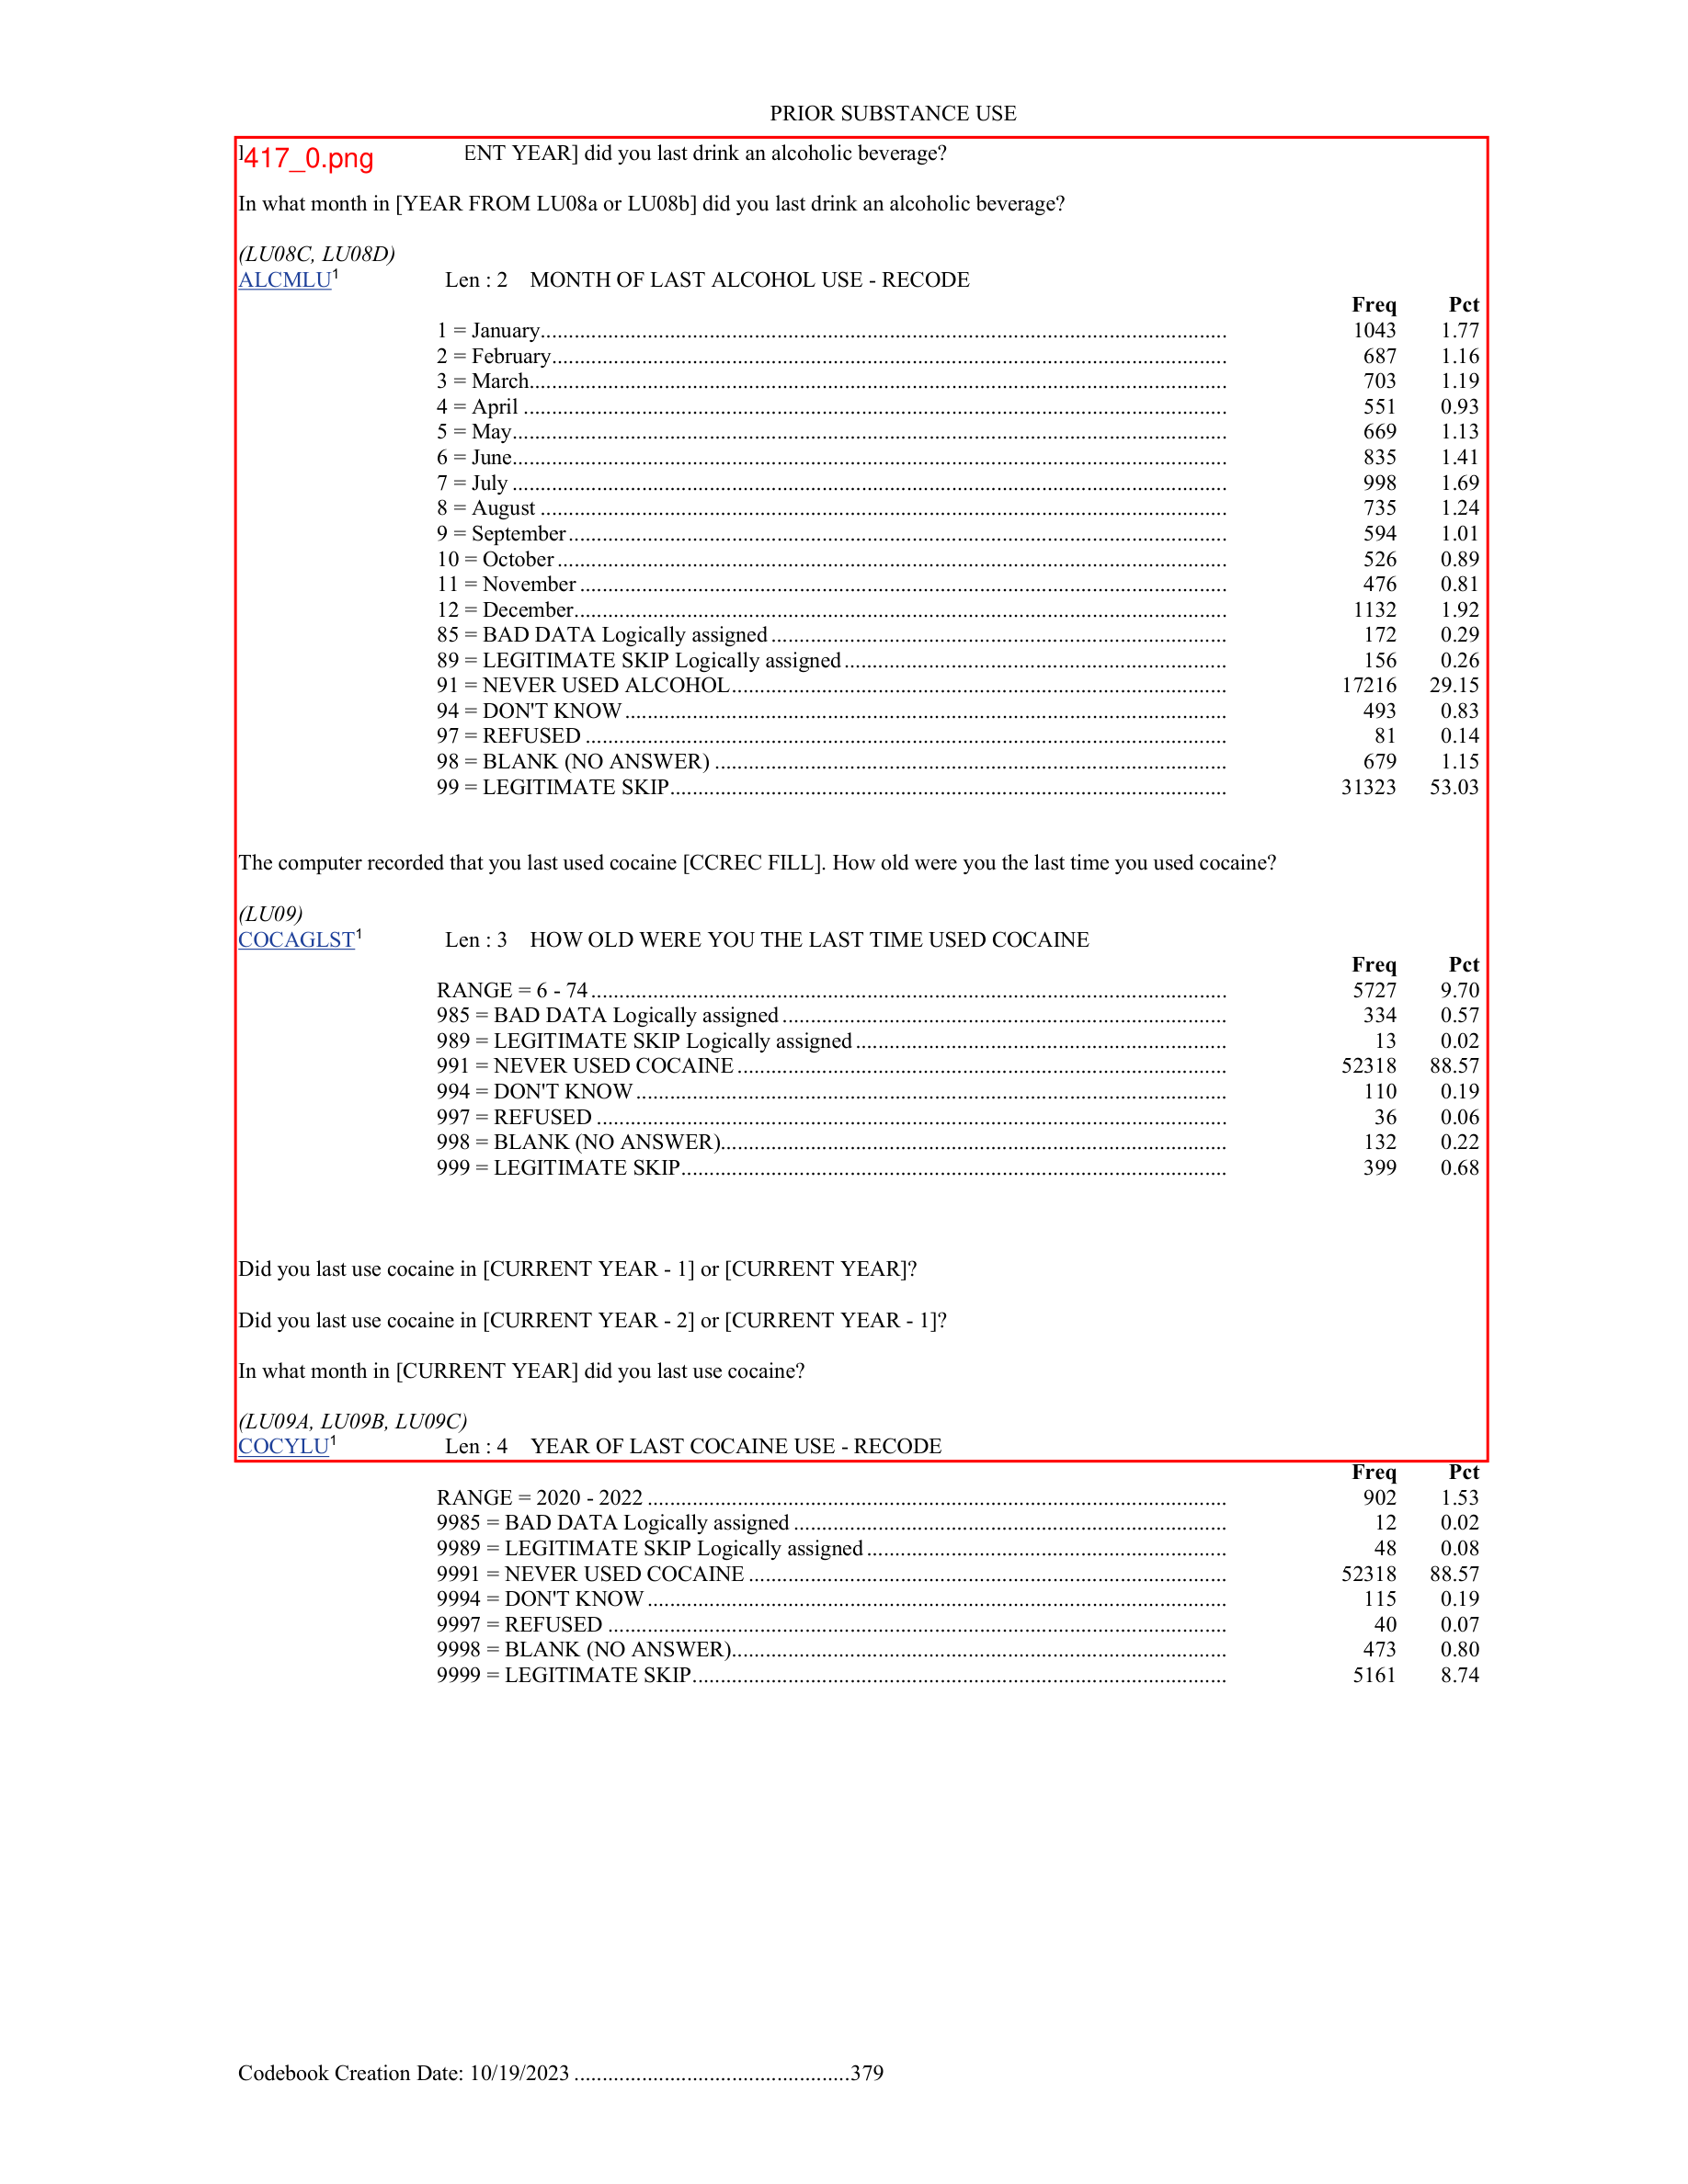 PRIOR SUBSTANCE USE
417_0.png ENT YEAR] did you last drink an alcoholic beverage?
In what month in [YEAR FROM LU08a or LU08b] did you last drink an alcoholic beverage?
(LU08C, LU08D)
ALCMLU1 Len : 2 MONTH OF LAST ALCOHOL USE - RECODE
Freq Pct
1 = January.......... 1043 1.77
2 = February.......... 687 1.16
3 = March.......... 703 1.19
4 = April .......... 551 0.93
5 = May.......... 669 1.13
6 = June.......... 835 1.41
7 = July .......... 998 1.69
8 = August .......... 735 1.24
9 = September .......... 594 1.01
10 = October .......... 526 0.89
11 = November .......... 476 0.81
12 = December.......... 1132 1.92
85 = BAD DATA Logically assigned .......... 172 0.29
89 = LEGITIMATE SKIP Logically assigned .......... 156 0.26
91 = NEVER USED ALCOHOL.......... 17216 29.15
94 = DON'T KNOW .......... 493 0.83
97 = REFUSED .......... 81 0.14
98 = BLANK (NO ANSWER) .......... 679 1.15
99 = LEGITIMATE SKIP.......... 31323 53.03
The computer recorded that you last used cocaine [CCREC FILL]. How old were you the last time you used cocaine?
(LU09)
COCAGLST1 Len : 3 HOW OLD WERE YOU THE LAST TIME USED COCAINE
Freq Pct
RANGE = 6 - 74 .......... 5727 9.70
985 = BAD DATA Logically assigned .......... 334 0.57
989 = LEGITIMATE SKIP Logically assigned .......... 13 0.02
991 = NEVER USED COCAINE .......... 52318 88.57
994 = DON'T KNOW .......... 110 0.19
997 = REFUSED .......... 36 0.06
998 = BLANK (NO ANSWER).......... 132 0.22
999 = LEGITIMATE SKIP.......... 399 0.68
Did you last use cocaine in [CURRENT YEAR - 1] or [CURRENT YEAR]?
Did you last use cocaine in [CURRENT YEAR - 2] or [CURRENT YEAR - 1]?
In what month in [CURRENT YEAR] did you last use cocaine?
(LU09A, LU09B, LU09C)
COCYLU1 Len : 4 YEAR OF LAST COCAINE USE - RECODE
Freq Pct
RANGE = 2020 - 2022 .......... 902 1.53
9985 = BAD DATA Logically assigned .......... 12 0.02
9989 = LEGITIMATE SKIP Logically assigned .......... 48 0.08
9991 = NEVER USED COCAINE .......... 52318 88.57
9994 = DON'T KNOW .......... 115 0.19
9997 = REFUSED .......... 40 0.07
9998 = BLANK (NO ANSWER).......... 473 0.80
9999 = LEGITIMATE SKIP.......... 5161 8.74
Codebook Creation Date: 10/19/2023 ..........379